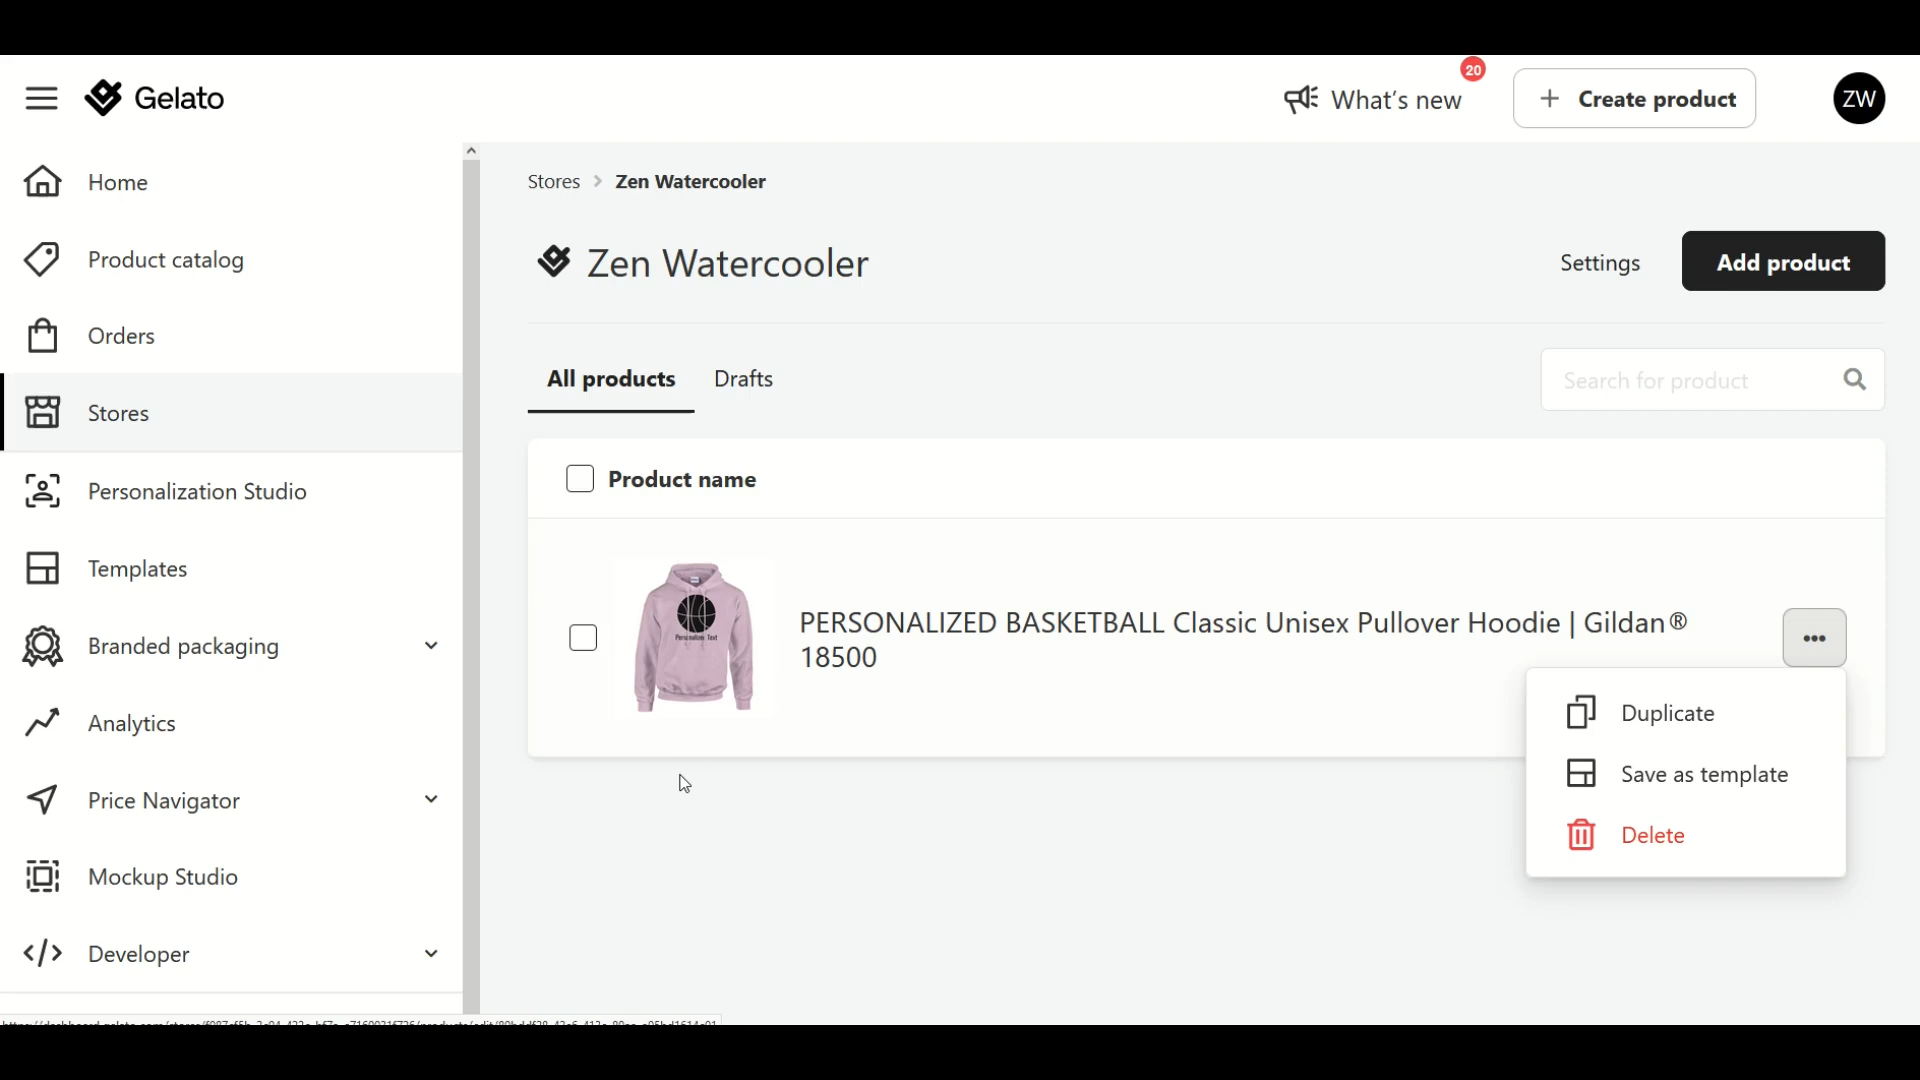 Gelato
What's new
20
+ Create product
ZW
Home
Product catalog
Orders
Stores
Personalization Studio
Templates
Branded packaging
Analytics
Price Navigator
Mockup Studio
</> Developer
Stores > Zen Watercooler
Zen Watercooler
Settings
Add product
All products
Drafts
Search for product
Product name
Personalized Text
PERSONALIZED BASKETBALL Classic Unisex Pullover Hoodie | Gildan®
18500
Duplicate
Save as template
Delete